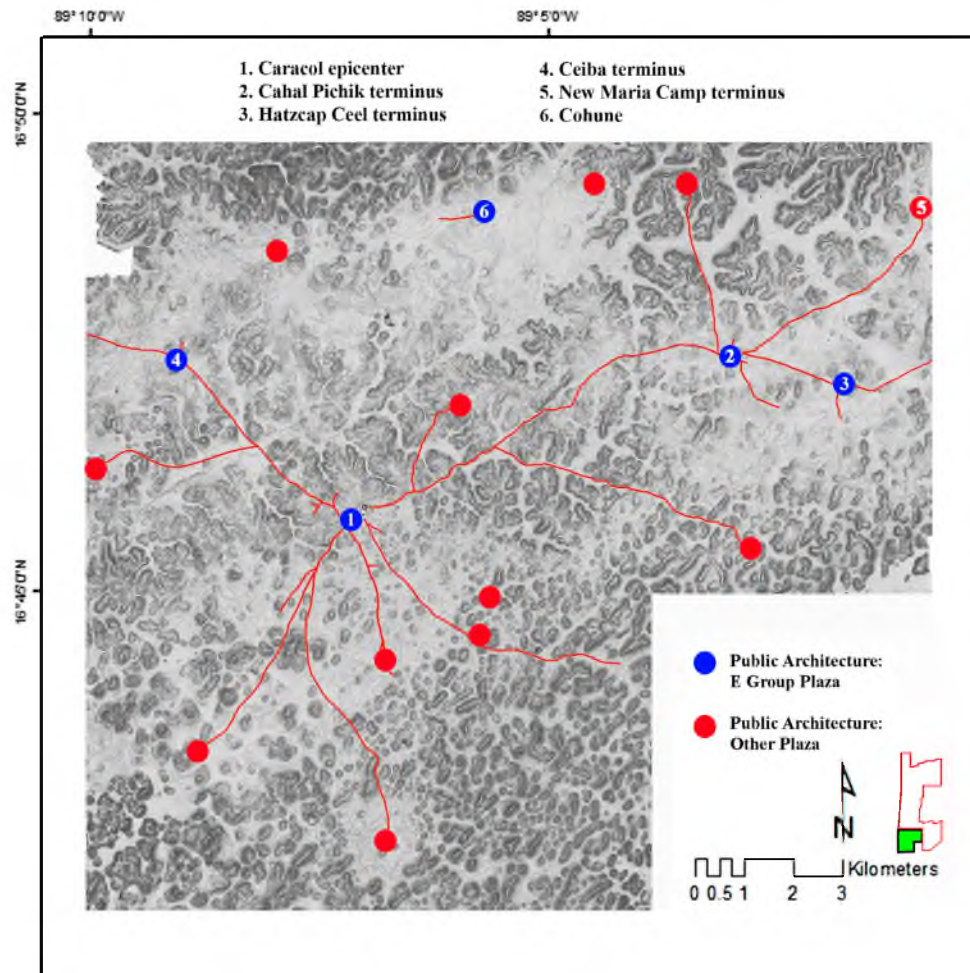 89°10'0"W
89°5'0"W
1. Caracol epicenter
2. Cahal Pichik terminus
3. Hatzcap Ceel terminus
4. Ceiba terminus
5. New Maria Camp terminus
6. Cohune
16°50'0"N
6
5
4
2
3
1
16°45'0"N
Public Architecture:
E Group Plaza
Public Architecture:
Other Plaza
N
Kilometers
0 0.5 1 2 3